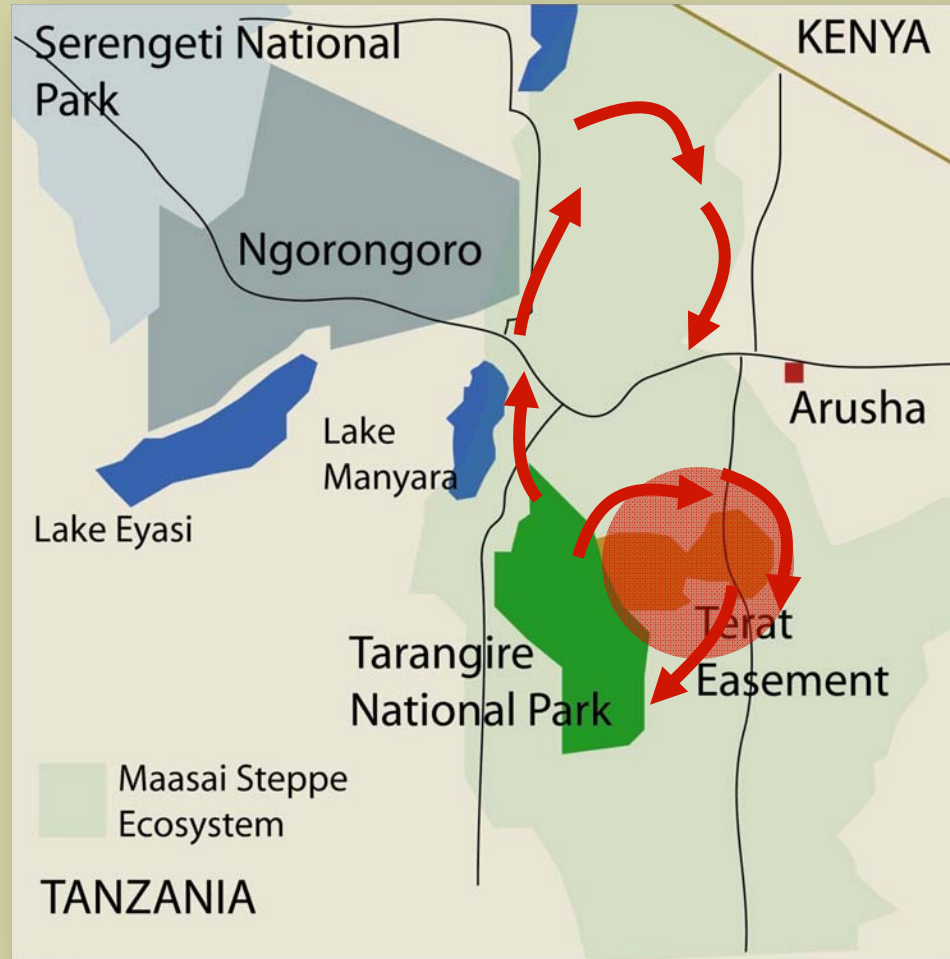 Serengeti National
Park
KENYA
Ngorongoro
Arusha
Lake
Manyara
Lake Eyasi
Terat
Easement
Tarangire
National Park
Maasai Steppe
Ecosystem
TANZANIA